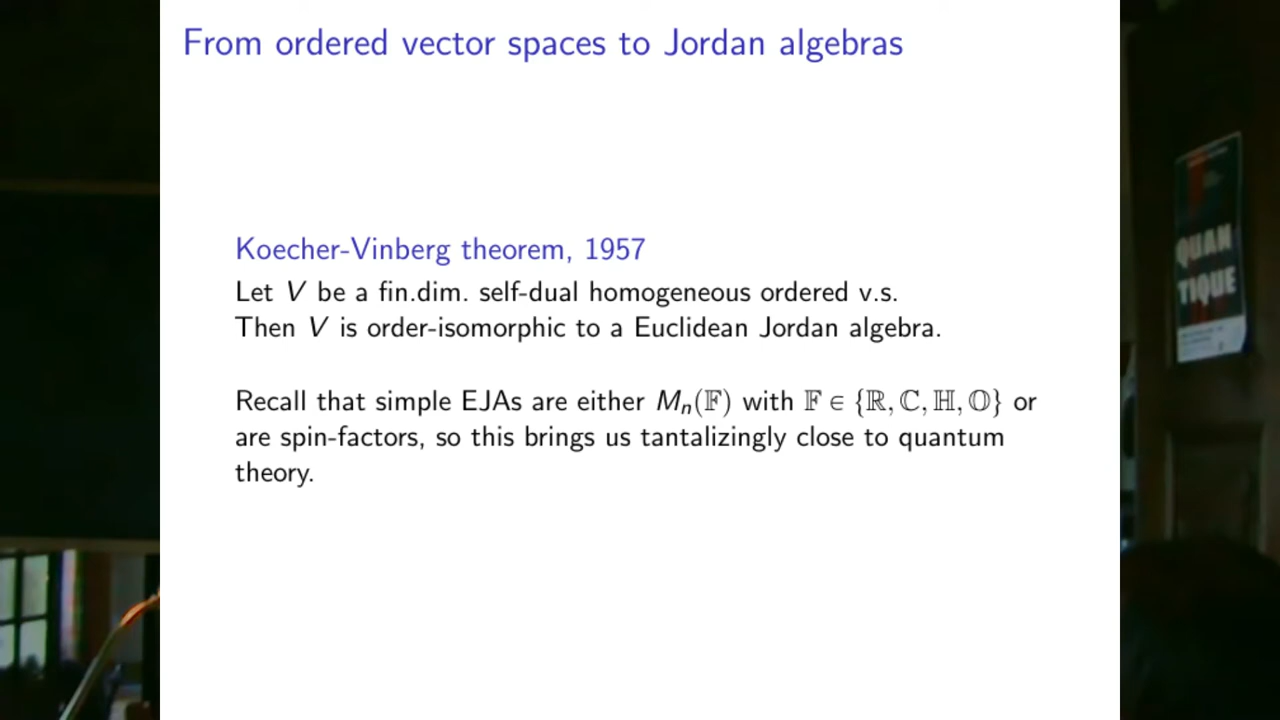 From ordered vector spaces to Jordan algebras
Koecher-Vinberg theorem, 1957
Let V be a fin.dim. self-dual homogeneous ordered v.s.
Then V is order-isomorphic to a Euclidean Jordan algebra.
Recall that simple EJAs are either Mₙ(𝔽) with 𝔽 ∈ {ℝ, ℂ, ℍ, 𝕆} or
are spin-factors, so this brings us tantalizingly close to quantum
theory.
QUAN
TIQUE